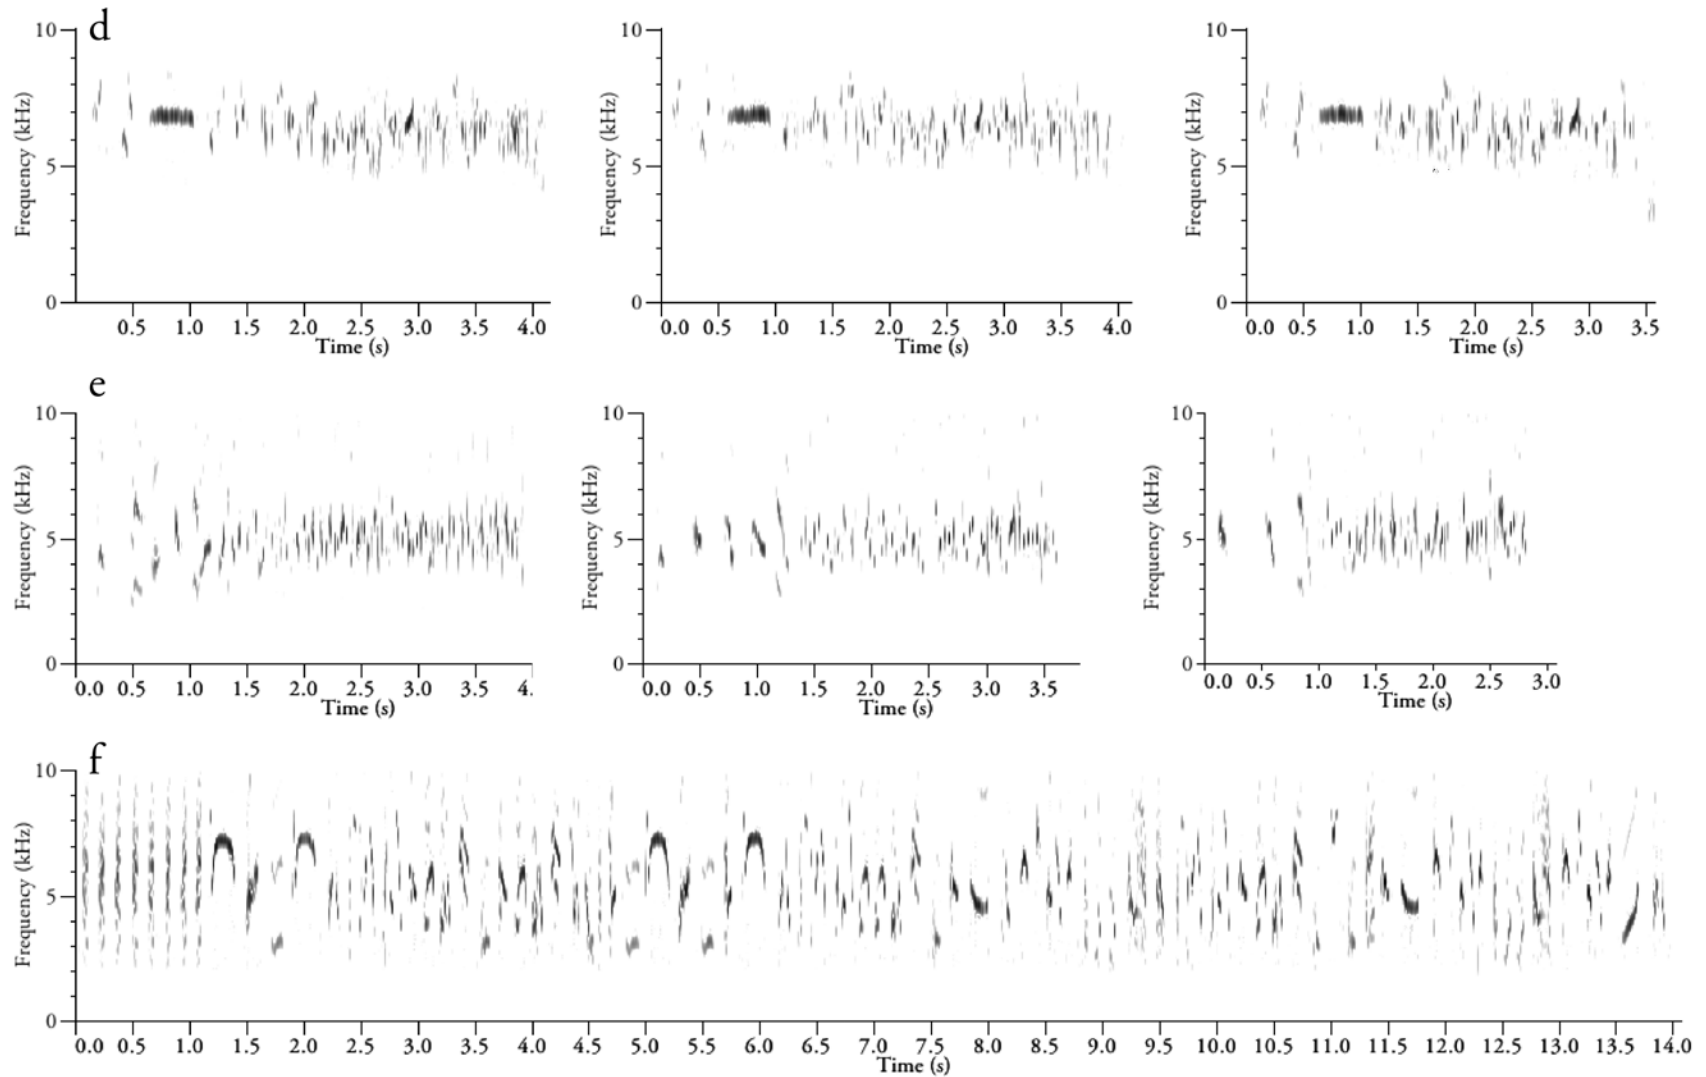 d
10 10 10
Frequency (kHz) Frequency (kHz) Frequency (kHz)
5 5 5
0 0 0
0.5 1.0 1.5 2.0 2.5 3.0 3.5 4.0 0.0 0.5 1.0 1.5 2.0 2.5 3.0 3.5 4.0 0.0 0.5 1.0 1.5 2.0 2.5 3.0 3.5
Time (s) Time (s) Time (s)
e
10 10 10
Frequency (kHz) Frequency (kHz) Frequency (kHz)
5 5 5
0 0 0
0.0 0.5 1.0 1.5 2.0 2.5 3.0 3.5 4. 0.0 0.5 1.0 1.5 2.0 2.5 3.0 3.5 0.0 0.5 1.0 1.5 2.0 2.5 3.0
Time (s) Time (s) Time (s)
f
10
Frequency (kHz)
5
0
0.0 0.5 1.0 1.5 2.0 2.5 3.0 3.5 4.0 4.5 5.0 5.5 6.0 6.5 7.0 7.5 8.0 8.5 9.0 9.5 10.0 10.5 11.0 11.5 12.0 12.5 13.0 13.5 14.0
Time (s)